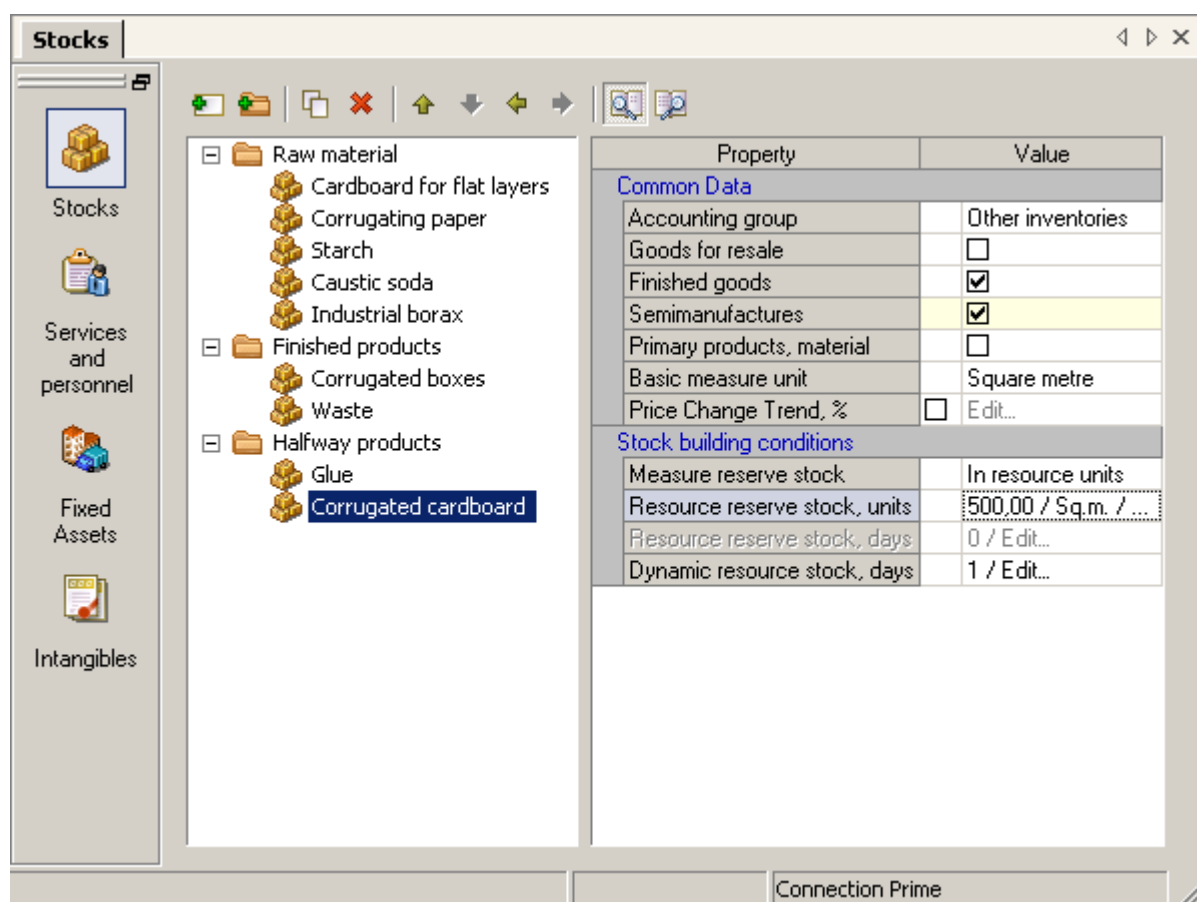 Stocks
Stocks
Services
and
personnel
Fixed
Assets
Intangibles
Raw material
Cardboard for flat layers
Corrugating paper
Starch
Caustic soda
Industrial borax
Finished products
Corrugated boxes
Waste
Halfway products
Glue
Corrugated cardboard
Property Value
Common Data
Accounting group Other inventories
Goods for resale
Finished goods
Semimanufactures
Primary products, material
Basic measure unit Square metre
Price Change Trend, % Edit...
Stock building conditions
Measure reserve stock In resource units
Resource reserve stock, units 500,00 / Sq.m. / ...
Resource reserve stock, days 0 / Edit...
Dynamic resource stock, days 1 / Edit...
Connection Prime